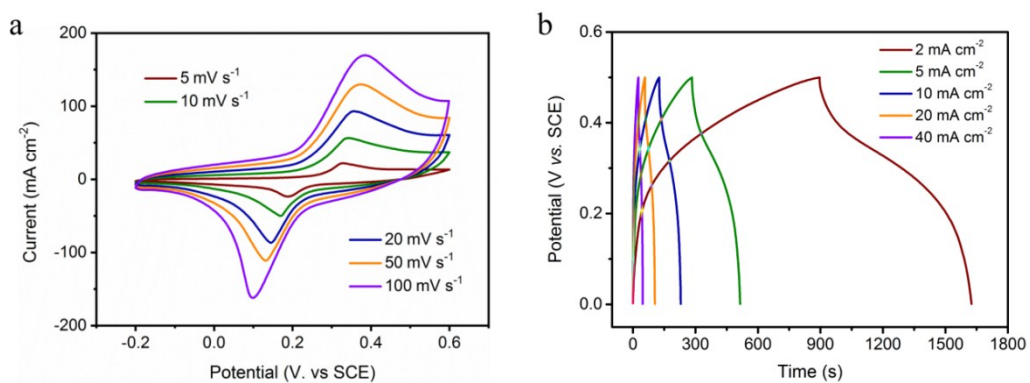 a
200
100
0
-100
-200
Current (mA cm-2)
5 mV s-1
10 mV s-1
20 mV s-1
50 mV s-1
100 mV s-1
-0.2 0.0 0.2 0.4 0.6
Potential (V. vs SCE)
b
0.6
0.4
0.2
0.0
Potential (V vs. SCE)
2 mA cm-2
5 mA cm-2
10 mA cm-2
20 mA cm-2
40 mA cm-2
0 300 600 900 1200 1500 1800
Time (s)